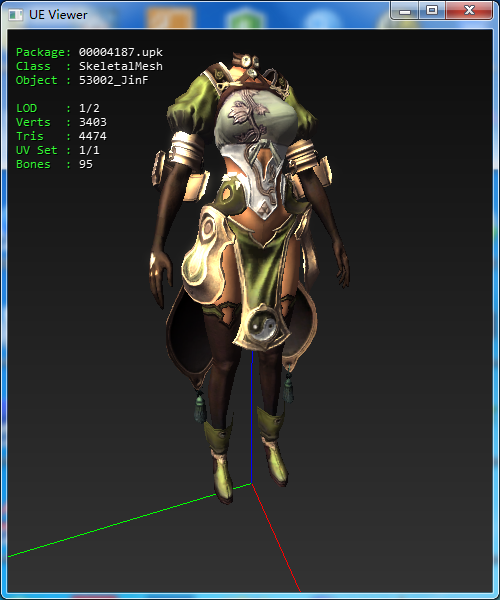 UE Viewer
Package: 00004187.upk
Class : SkeletalMesh
Object : 53002_JinF
LOD : 1/2
Verts : 3403
Tris : 4474
UV Set : 1/1
Bones : 95